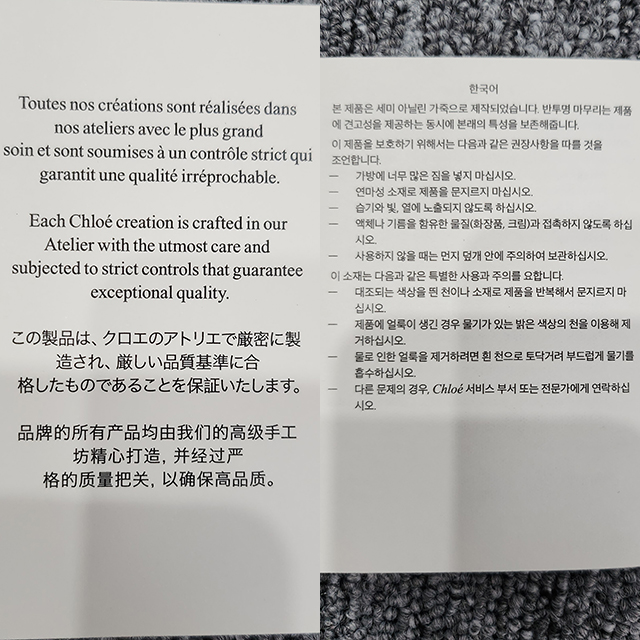 Toutes nos créations sont réalisées dans
nos ateliers avec le plus grand
soin et sont soumises à un contrôle strict qui
garantit une qualité irréprochable.
Each Chloé creation is crafted in our
Atelier with the utmost care and
subjected to strict controls that guarantee
exceptional quality.
この製品は、クロエのアトリエで厳密に製
造され、厳しい品質基準に合
格したものであることを保証いたします。
品牌的所有产品均由我们的高级手工
坊精心打造，并经过严
格的质量把关，以确保高品质。
한국어
본 제품은 세미 아닐린 가죽으로 제작되었습니다. 반투명 마무리는 제품
에 견고성을 제공하는 동시에 본래의 특성을 보존해줍니다.
이 제품을 보호하기 위해서는 다음과 같은 권장사항을 따를 것을
조언합니다.
— 가방에 너무 많은 짐을 넣지 마십시오.
— 연마성 소재로 제품을 문지르지 마십시오.
— 습기와 빛, 열에 노출되지 않도록 하십시오.
— 액체나 기름을 함유한 물질(화장품, 크림)과 접촉하지 않도록 하십
시오.
— 사용하지 않을 때는 먼지 덮개 안에 주의하여 보관하십시오.
이 소재는 다음과 같은 특별한 사용과 주의를 요합니다.
— 대조되는 색상을 띈 천이나 소재로 제품을 반복해서 문지르지 마
십시오.
— 제품에 얼룩이 생긴 경우 물기가 있는 밝은 색상의 천을 이용해 제
거하십시오.
— 물로 인한 얼룩을 제거하려면 흰 천으로 토닥거려 부드럽게 물기를
흡수하십시오.
— 다른 문제의 경우, Chloé 서비스 부서 또는 전문가에게 연락하십
시오.